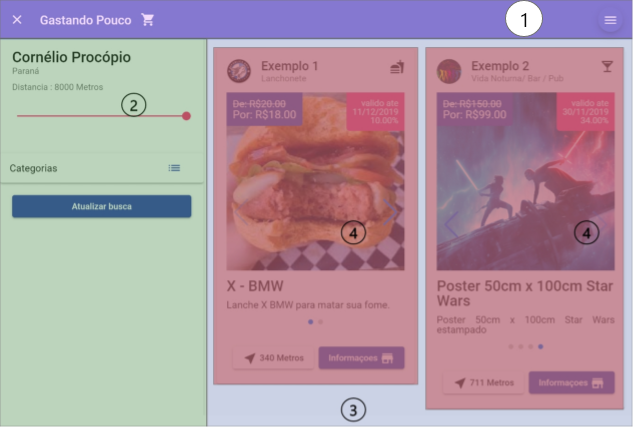 Gastando Pouco
1
Cornélio Procópio
Paraná
Distancia : 8000 Metros
2
Categorias
Atualizar busca
Exemplo 1
Lanchonete
De: R$20.00
Por: R$18.00
valido ate
11/12/2019
10.00%
4
X - BMW
Lanche X BMW para matar sua fome.
340 Metros
Informaçoes
Exemplo 2
Vida Noturna/ Bar / Pub
De: R$150.00
Por: R$99.00
valido ate
30/11/2019
34.00%
4
Poster 50cm x 100cm Star
Wars
Poster 50cm x 100cm Star Wars
estampado
711 Metros
Informaçoes
3